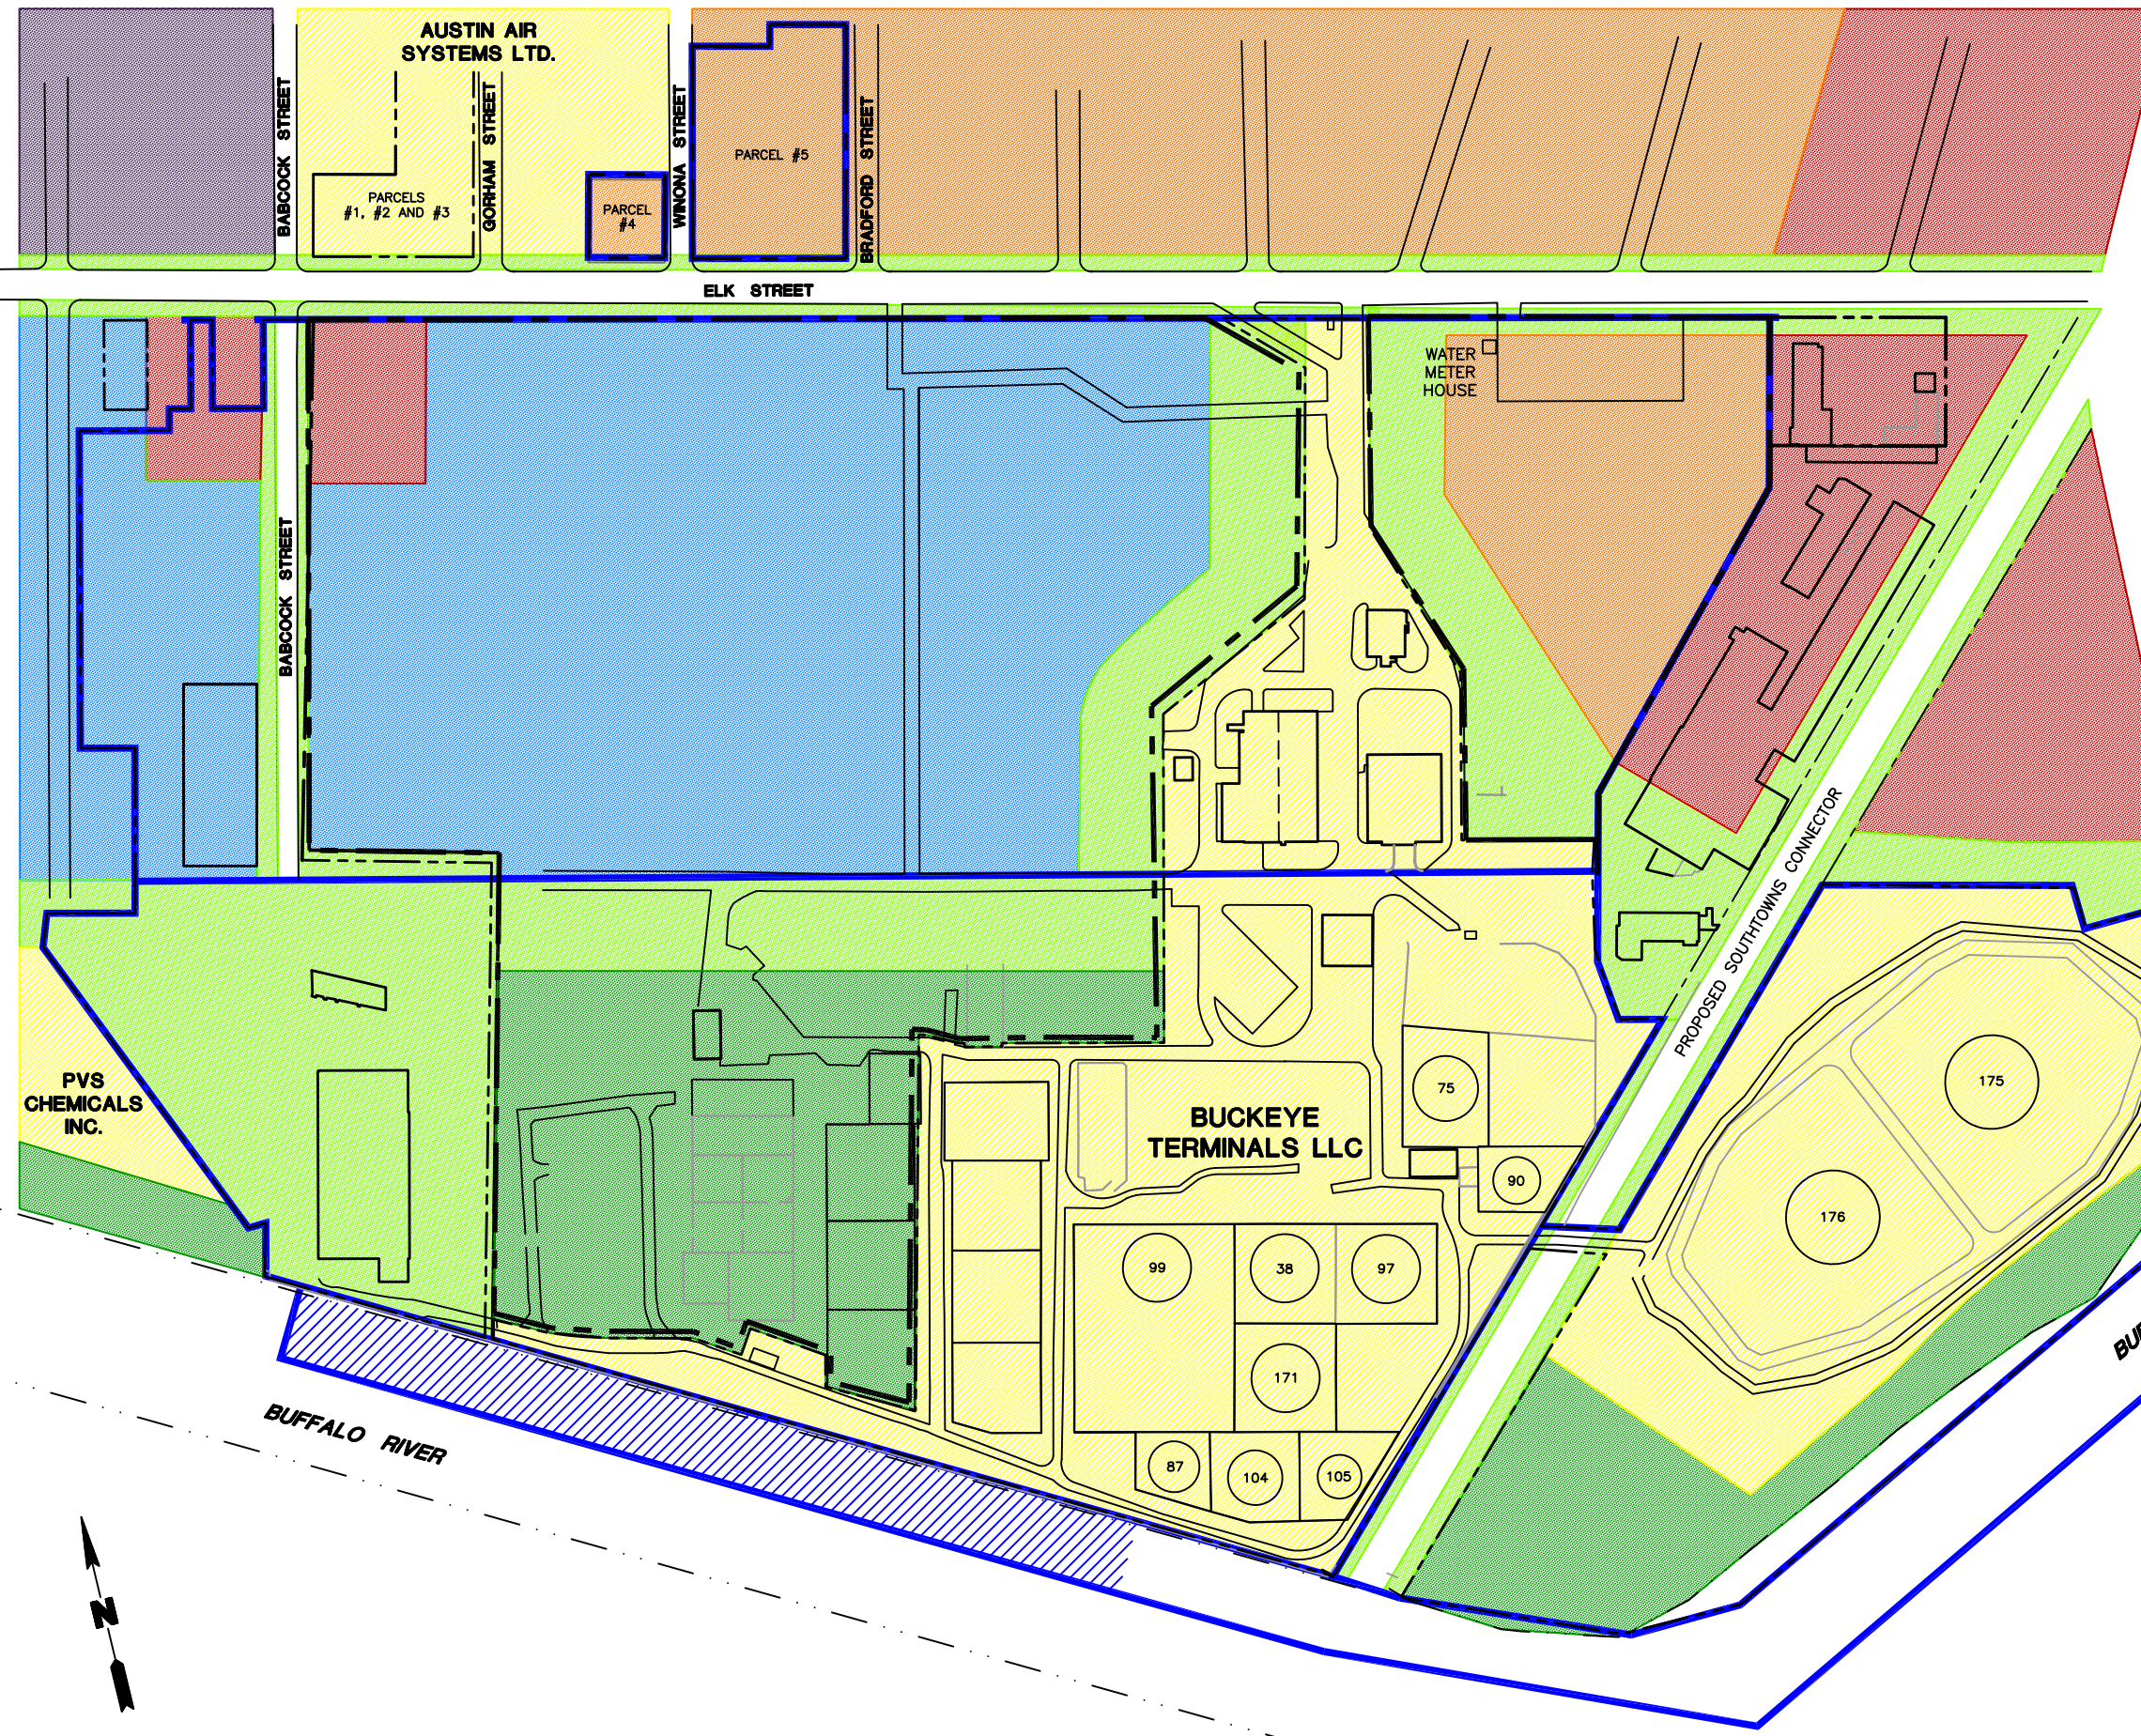 AUSTIN AIR
SYSTEMS LTD.
BABCOCK STREET
GORHAM STREET
WINONA STREET
BRADFORD STREET
PARCEL #5
PARCELS
#1, #2 AND #3
PARCEL
#4
ELK STREET
WATER
METER
HOUSE
BABCOCK STREET
PROPOSED SOUTHTOWNS CONNECTOR
PVS
CHEMICALS
INC.
BUCKEYE
TERMINALS LLC
75
175
90
176
99
38
97
171
87
104
105
BUFFALO RIVER
N